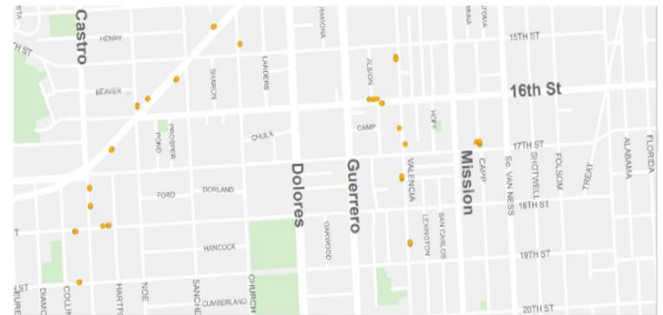 Castro
HENRY
BEAVER
SHARON
LANDERS
RAMONA
ALBION
15TH ST
16th St
HOFF
CAMP
CHULA
PROSPER
POND
17TH ST
CAPP
Mission
VALENCIA
Guerrero
Dolores
FORD
DORLAND
So. VAN NESS
SHOTWELL
FOLSOM
TREAT
ALABAMA
FLORIDA
18TH ST
SAN CARLOS
LEXINGTON
OAKWOOD
HANCOCK
19TH ST
CHURCH
CUMBERLAND
NOE
20TH ST